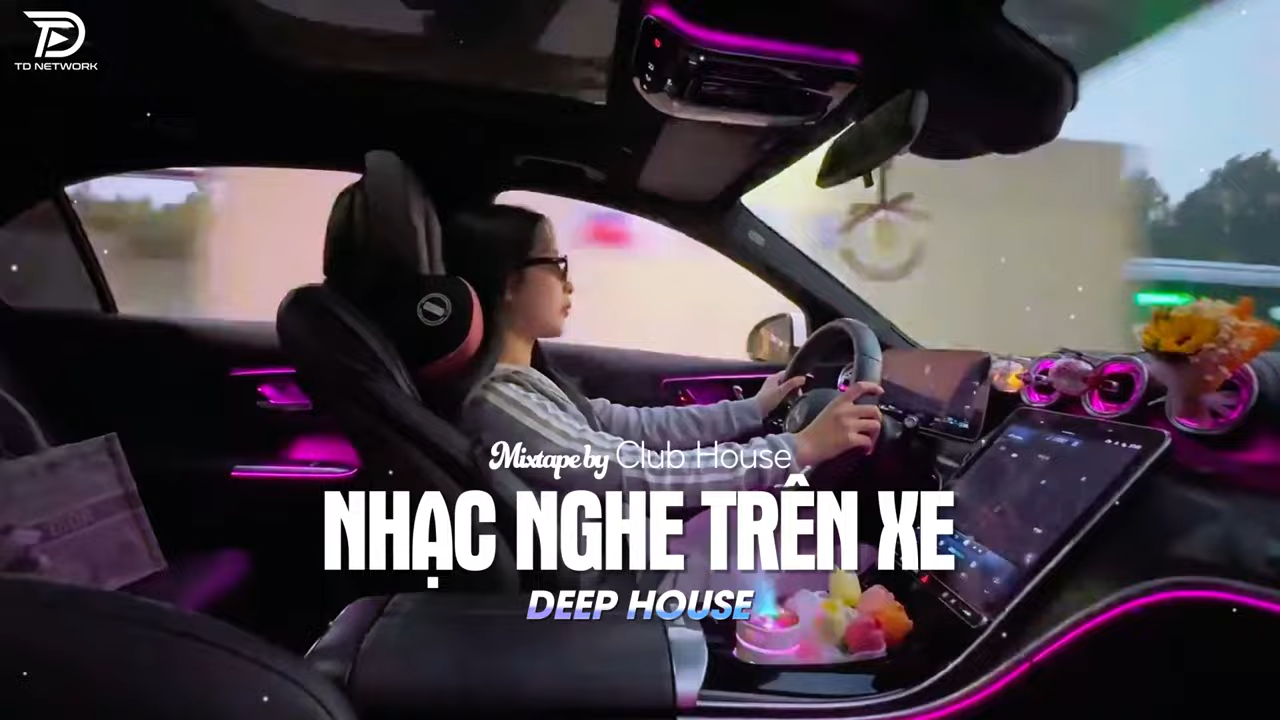 TD NETWORK
Mixtape by Club House
NHẠC NGHE TRÊN XE
DEEP HOUSE